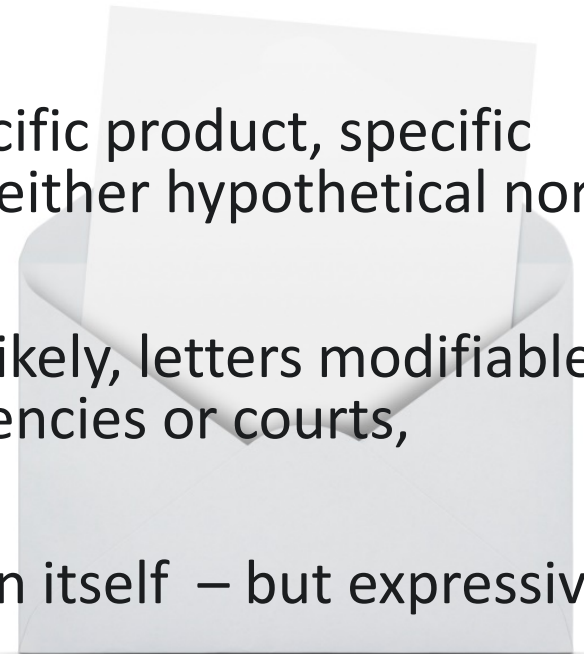 cific product, specific
either hypothetical nor
ikely, letters modifiable
encies or courts,
n itself – but expressiv